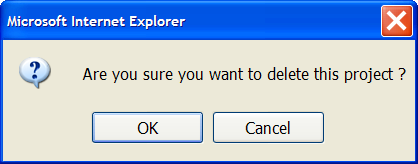 Microsoft Internet Explorer
Are you sure you want to delete this project ?
OK
Cancel